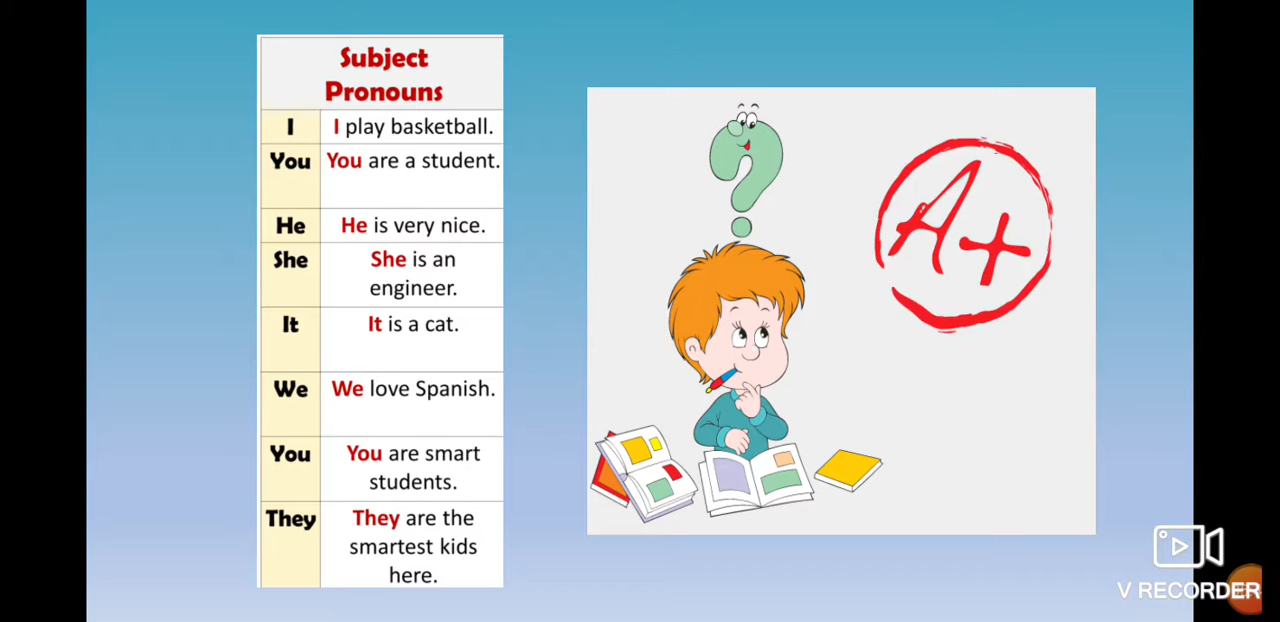 Subject
Pronouns
I I play basketball.
You You are a student.
He He is very nice.
She She is an
engineer.
It It is a cat.
We We love Spanish.
You You are smart
students.
They They are the
smartest kids
here.
A+
V RECORDER